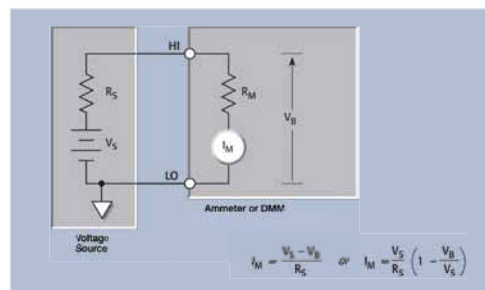 HI
R_S
R_M
V_B
V_S
I_M
LO
Ammeter or DMM
Voltage
Source
I_M = (V_S − V_B) / R_S or I_M = V_S / R_S (1 − V_B / V_S)